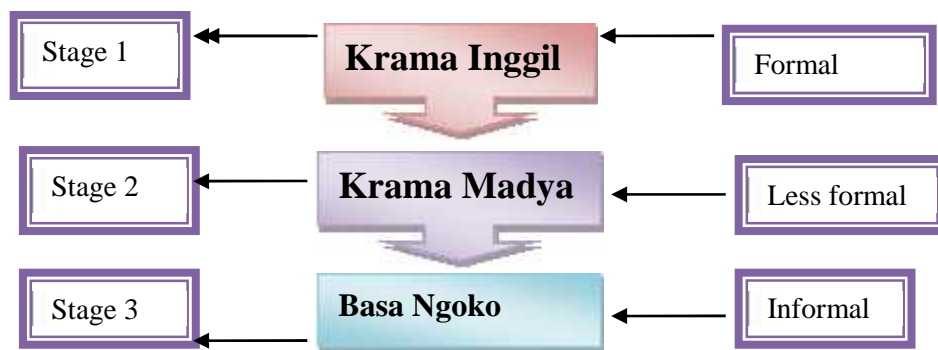 Stage 1
Krama Inggil
Formal
Stage 2
Krama Madya
Less formal
Stage 3
Basa Ngoko
Informal